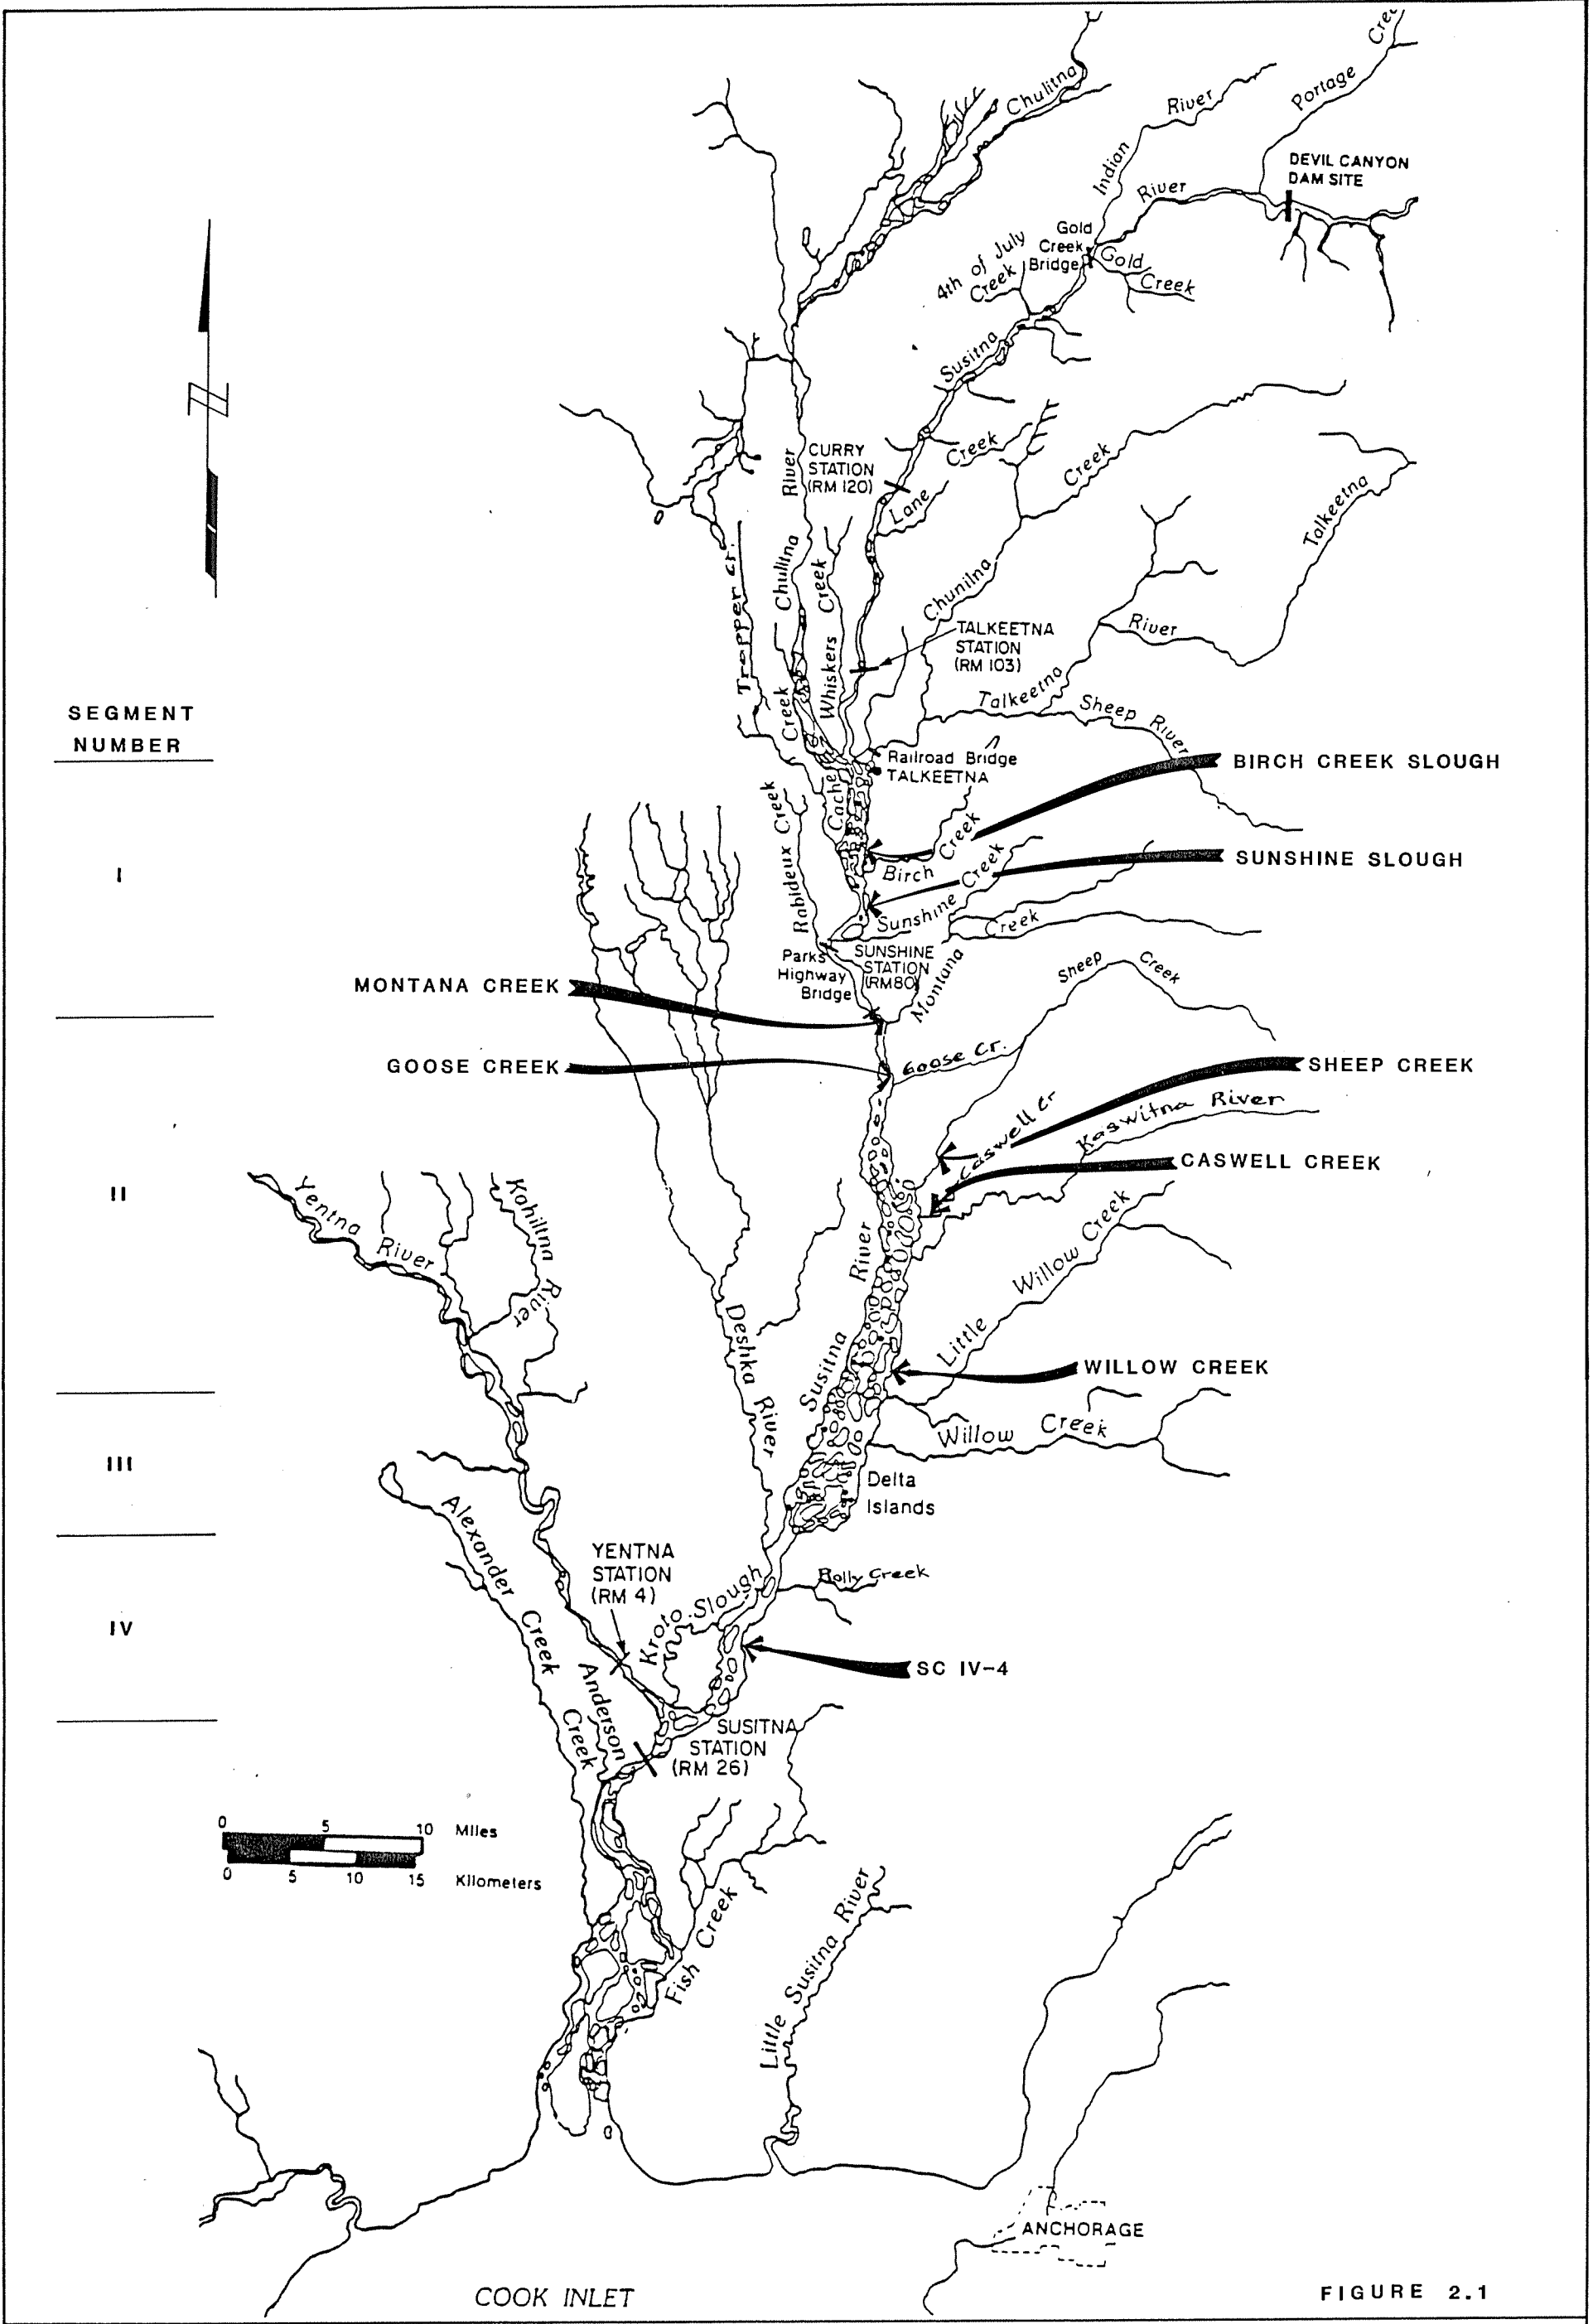 Chulitna
River
Portage
Indian
River
DEVIL CANYON
DAM SITE
4th of July
Creek
Gold
Creek
Bridge
Gold
Creek
Susitna
River
CURRY
STATION
(RM 120)
Creek
Lane
Creek
Talkeetna
Trapper Cr.
Chulitna
Creek
Whiskers
Chunilna
TALKEETNA
STATION
(RM 103)
River
Talkeetna
Sheep River
SEGMENT
NUMBER
Creek
Cache
Railroad Bridge
TALKEETNA
BIRCH CREEK SLOUGH
Rabideux Creek
Creek
Birch
SUNSHINE SLOUGH
I
Creek
Sunshine
Creek
Parks
Highway
Bridge
SUNSHINE
STATION
(RM80)
Montana
Sheep
Creek
MONTANA CREEK
GOOSE CREEK
Goose Cr.
SHEEP CREEK
Caswell Cr
Kaswitna River
CASWELL CREEK
II
Yentna
River
Kahiltna
River
River
Susitna
Willow Creek
Little
Deshka
River
WILLOW CREEK
Willow
Creek
III
Delta
Islands
Alexander
Creek
YENTNA
STATION
(RM 4)
Kroto Slough
Rolly Creek
IV
SC IV-4
Anderson
Creek
SUSITNA
STATION
(RM 26)
0 5 10 Miles
0 5 10 15 Kilometers
Fish Creek
Little Susitna River
ANCHORAGE
COOK INLET
FIGURE 2.1